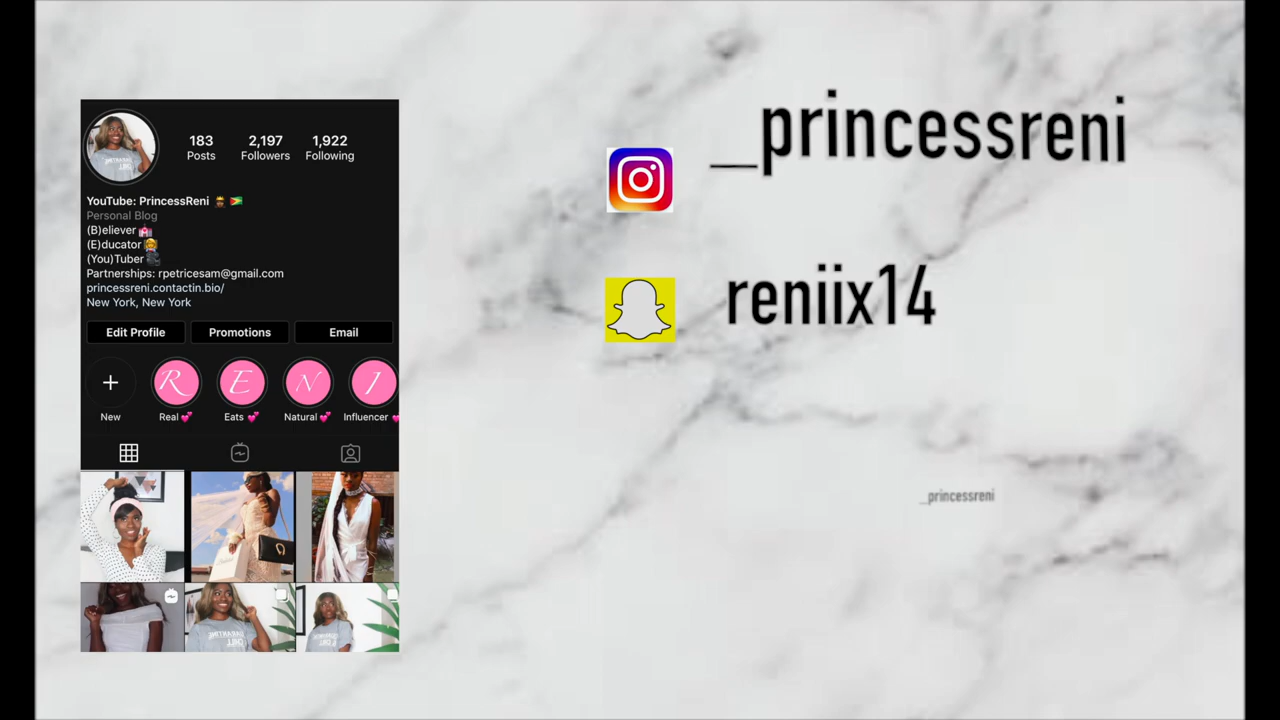 183 2,197 1,922
Posts Followers Following
YouTube: PrincessReni
Personal Blog
(B)eliever
(E)ducator
(You)Tuber
Partnerships: rpetricesam@gmail.com
princessreni.contactin.bio/
New York, New York
Edit Profile Promotions Email
R E N I
New Real Eats Natural Influencer
_princessreni
reniix14
_princessreni